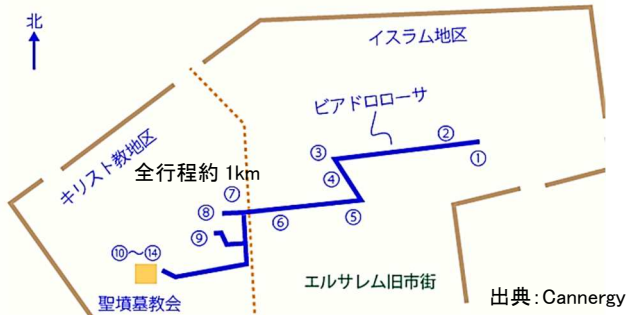 北
イスラム地区
ビアドロローサ
②
①
③
キリスト教地区
全行程約 1km
④
⑦
⑧
⑥
⑤
⑨
⑩～⑭
エルサレム旧市街
聖墳墓教会
出典：Cannergy